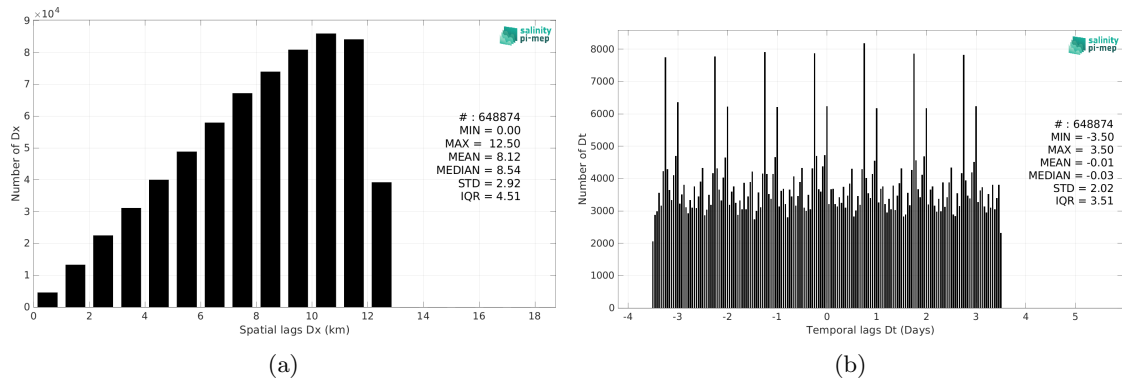 ×10⁴
9
8
7
6
5
4
3
2
1
0
Number of Dx
0 2 4 6 8 10 12 14 16 18
Spatial lags Dx (km)
salinity
pi-mep
# : 648874
MIN = 0.00
MAX = 12.50
MEAN = 8.12
MEDIAN = 8.54
STD = 2.92
IQR = 4.51
(a)
8000
7000
6000
5000
4000
3000
2000
1000
0
Number of Dt
-4 -3 -2 -1 0 1 2 3 4 5
Temporal lags Dt (Days)
salinity
pi-mep
# : 648874
MIN = -3.50
MAX = 3.50
MEAN = -0.01
MEDIAN = -0.03
STD = 2.02
IQR = 3.51
(b)